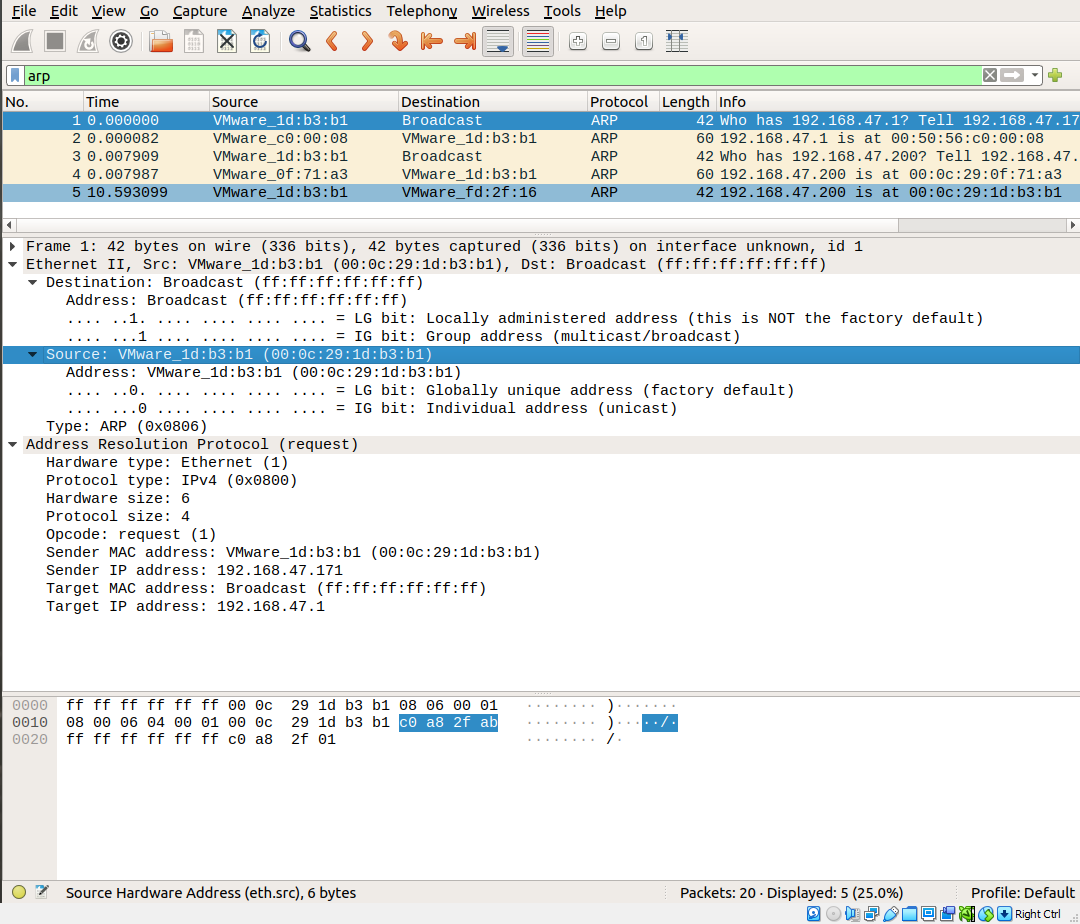 File Edit View Go Capture Analyze Statistics Telephony Wireless Tools Help
arp
No. Time Source Destination Protocol Length Info
1 0.000000 VMware_1d:b3:b1 Broadcast ARP 42 Who has 192.168.47.1? Tell 192.168.47.17
2 0.000082 VMware_c0:00:08 VMware_1d:b3:b1 ARP 60 192.168.47.1 is at 00:50:56:c0:00:08
3 0.007909 VMware_1d:b3:b1 Broadcast ARP 42 Who has 192.168.47.200? Tell 192.168.47.
4 0.007987 VMware_0f:71:a3 VMware_1d:b3:b1 ARP 60 192.168.47.200 is at 00:0c:29:0f:71:a3
5 10.593099 VMware_1d:b3:b1 VMware_fd:2f:16 ARP 42 192.168.47.200 is at 00:0c:29:1d:b3:b1
Frame 1: 42 bytes on wire (336 bits), 42 bytes captured (336 bits) on interface unknown, id 1
Ethernet II, Src: VMware_1d:b3:b1 (00:0c:29:1d:b3:b1), Dst: Broadcast (ff:ff:ff:ff:ff:ff)
Destination: Broadcast (ff:ff:ff:ff:ff:ff)
Address: Broadcast (ff:ff:ff:ff:ff:ff)
.... ..1. .... .... .... .... = LG bit: Locally administered address (this is NOT the factory default)
.... ...1 .... .... .... .... = IG bit: Group address (multicast/broadcast)
Source: VMware_1d:b3:b1 (00:0c:29:1d:b3:b1)
Address: VMware_1d:b3:b1 (00:0c:29:1d:b3:b1)
.... ..0. .... .... .... .... = LG bit: Globally unique address (factory default)
.... ...0 .... .... .... .... = IG bit: Individual address (unicast)
Type: ARP (0x0806)
Address Resolution Protocol (request)
Hardware type: Ethernet (1)
Protocol type: IPv4 (0x0800)
Hardware size: 6
Protocol size: 4
Opcode: request (1)
Sender MAC address: VMware_1d:b3:b1 (00:0c:29:1d:b3:b1)
Sender IP address: 192.168.47.171
Target MAC address: Broadcast (ff:ff:ff:ff:ff:ff)
Target IP address: 192.168.47.1
0000 ff ff ff ff ff ff 00 0c 29 1d b3 b1 08 06 00 01 ········ )·······
0010 08 00 06 04 00 01 00 0c 29 1d b3 b1 c0 a8 2f ab ········ )·····/·
0020 ff ff ff ff ff ff c0 a8 2f 01 ········ /·
Source Hardware Address (eth.src), 6 bytes Packets: 20 · Displayed: 5 (25.0%) Profile: Default
Right Ctrl